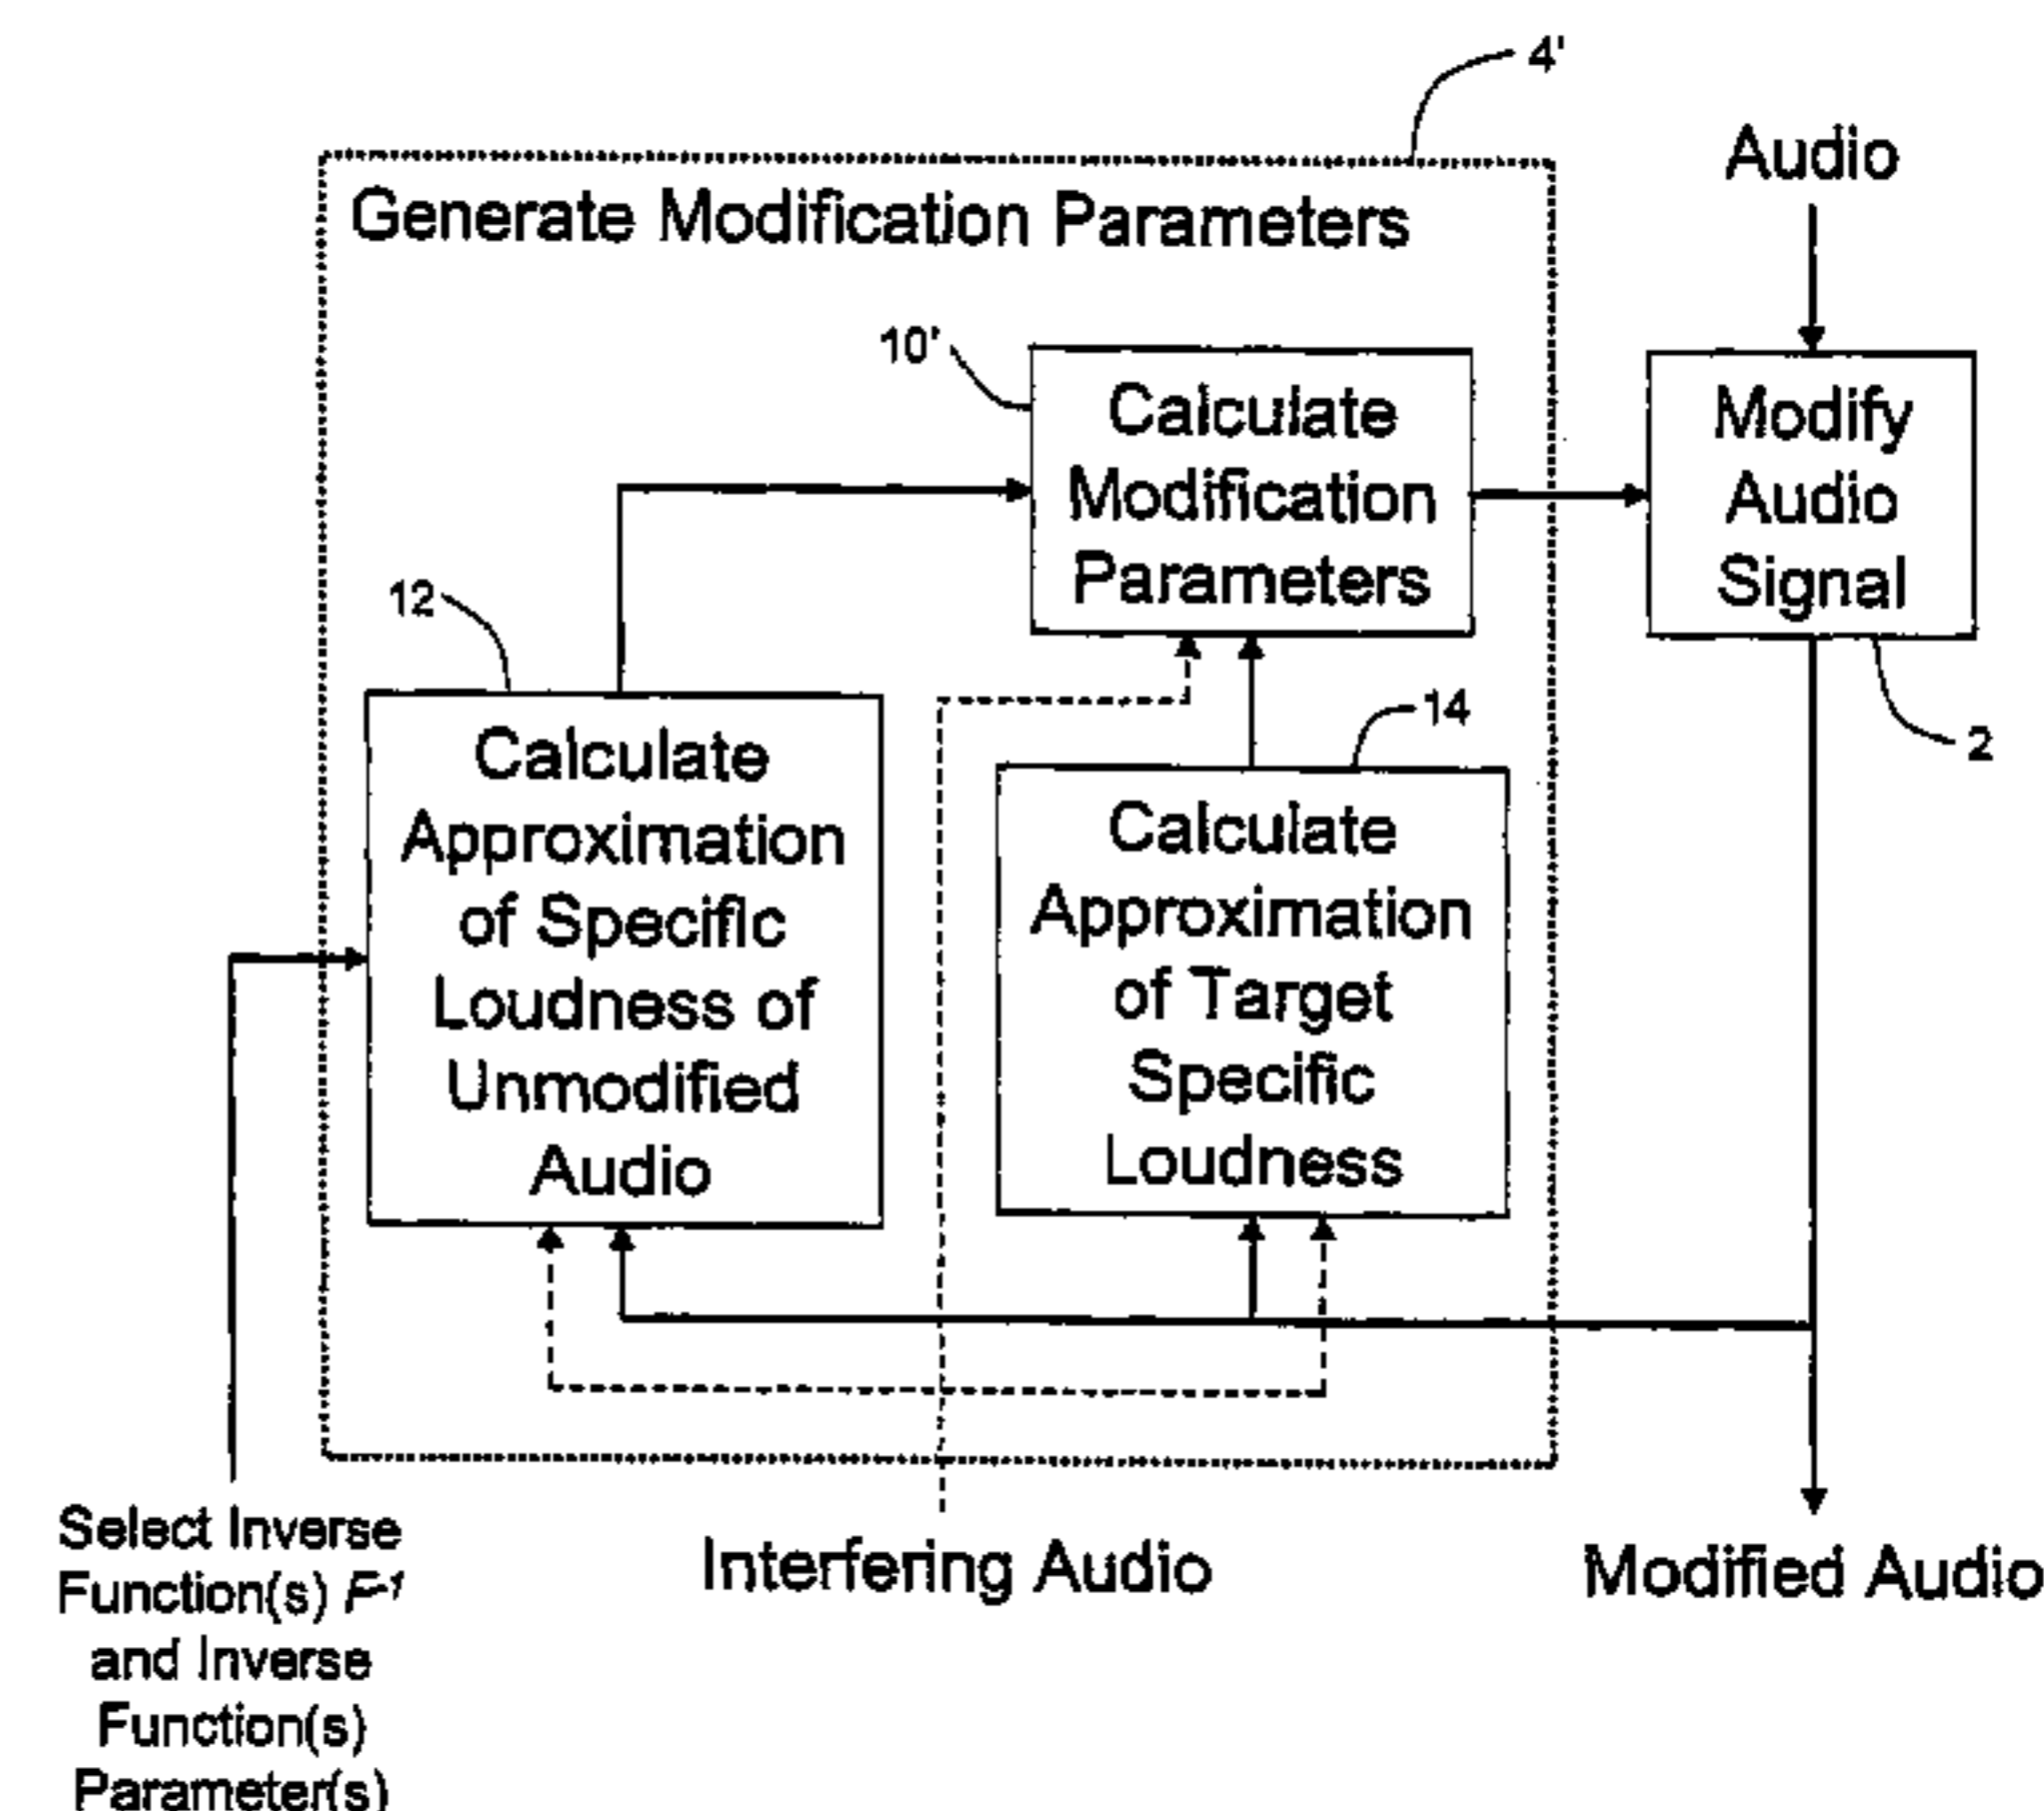 4'
Audio
Generate Modification Parameters
10'
Calculate
Modification
Parameters
Modify
Audio
Signal
12
14
2
Calculate
Approximation
of Specific
Loudness of
Unmodified
Audio
Calculate
Approximation
of Target
Specific
Loudness
Select Inverse
Function(s) F-1
and Inverse
Function(s)
Parameter(s)
Interfering Audio
Modified Audio